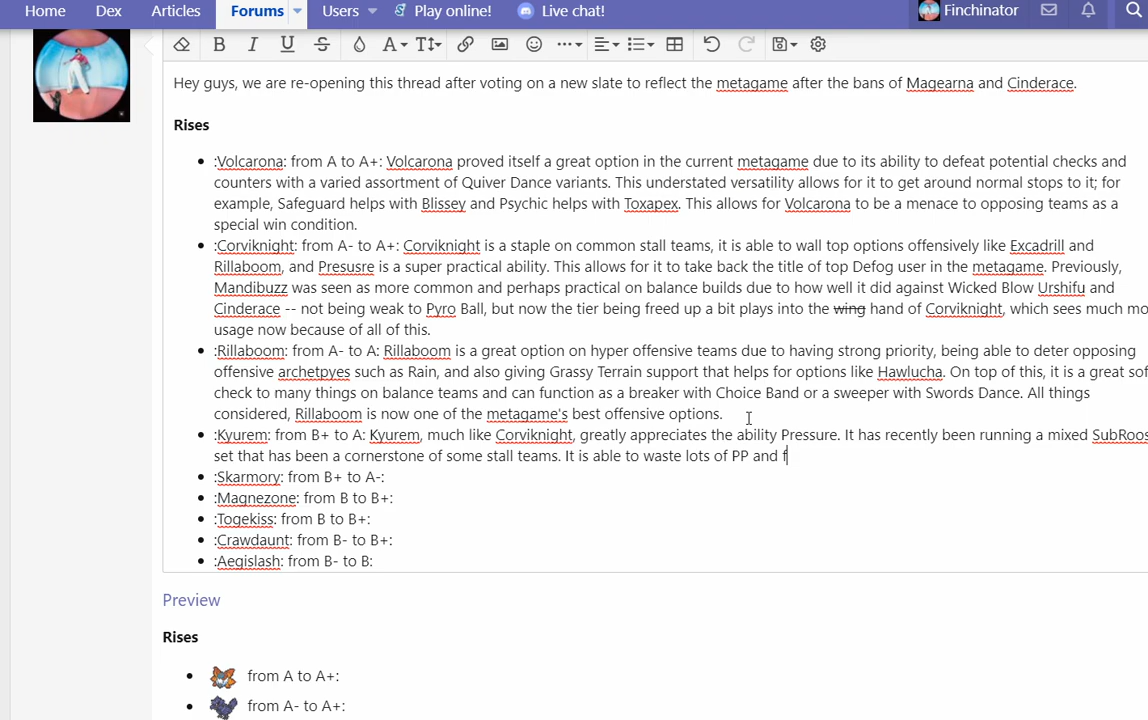 Home Dex Articles Forums Users Play online! Live chat! Finchinator
B I U S A T
Hey guys, we are re-opening this thread after voting on a new slate to reflect the metagame after the bans of Magearna and Cinderace.
Rises
:Volcarona: from A to A+: Volcarona proved itself a great option in the current metagame due to its ability to defeat potential checks and
counters with a varied assortment of Quiver Dance variants. This understated versatility allows for it to get around normal stops to it; for
example, Safeguard helps with Blissey and Psychic helps with Toxapex. This allows for Volcarona to be a menace to opposing teams as a
special win condition.
:Corviknight: from A- to A+: Corviknight is a staple on common stall teams, it is able to wall top options offensively like Excadrill and
Rillaboom, and Presusre is a super practical ability. This allows for it to take back the title of top Defog user in the metagame. Previously,
Mandibuzz was seen as more common and perhaps practical on balance builds due to how well it did against Wicked Blow Urshifu and
Cinderace -- not being weak to Pyro Ball, but now the tier being freed up a bit plays into the wing hand of Corviknight, which sees much mo
usage now because of all of this.
:Rillaboom: from A- to A: Rillaboom is a great option on hyper offensive teams due to having strong priority, being able to deter opposing
offensive archetpyes such as Rain, and also giving Grassy Terrain support that helps for options like Hawlucha. On top of this, it is a great sof
check to many things on balance teams and can function as a breaker with Choice Band or a sweeper with Swords Dance. All things
considered, Rillaboom is now one of the metagame's best offensive options.
:Kyurem: from B+ to A: Kyurem, much like Corviknight, greatly appreciates the ability Pressure. It has recently been running a mixed SubRoos
set that has been a cornerstone of some stall teams. It is able to waste lots of PP and f
:Skarmory: from B+ to A-:
:Magnezone: from B to B+:
:Togekiss: from B to B+:
:Crawdaunt: from B- to B+:
:Aegislash: from B- to B:
Preview
Rises
from A to A+:
from A- to A+: